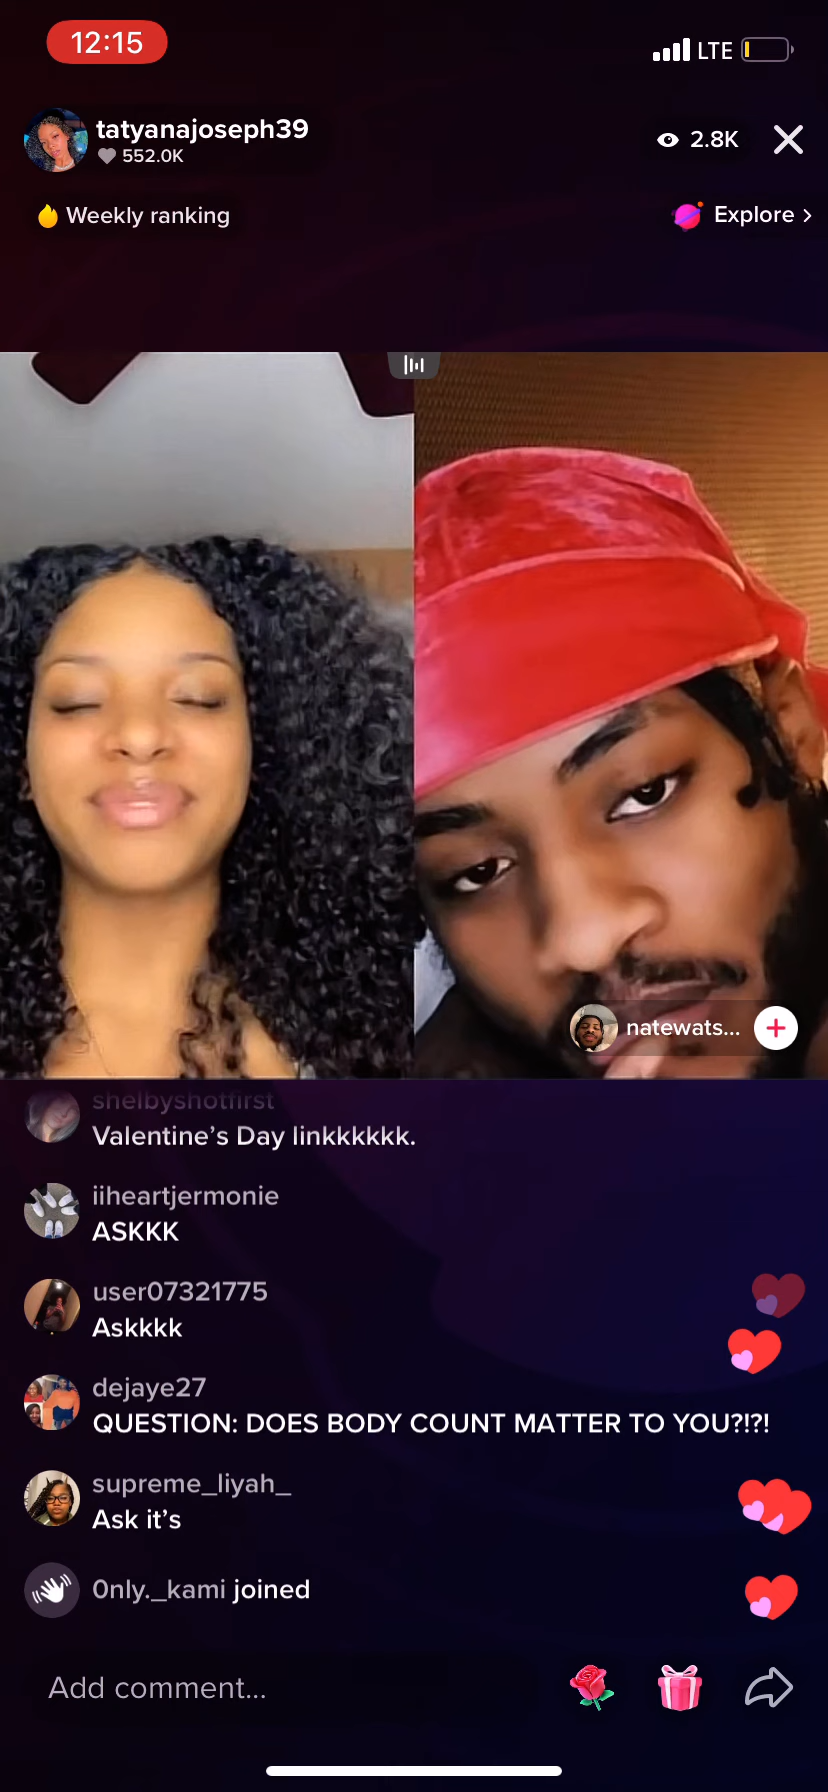 12:15
LTE
tatyanajoseph39
552.0K
2.8K
Weekly ranking
Explore >
natewats...
shelbyshotfirst
Valentine’s Day linkkkkkk.
iiheartjermonie
ASKKK
user07321775
Askkkk
dejaye27
QUESTION: DOES BODY COUNT MATTER TO YOU?!?!
supreme_liyah_
Ask it’s
0nly._kami joined
Add comment...